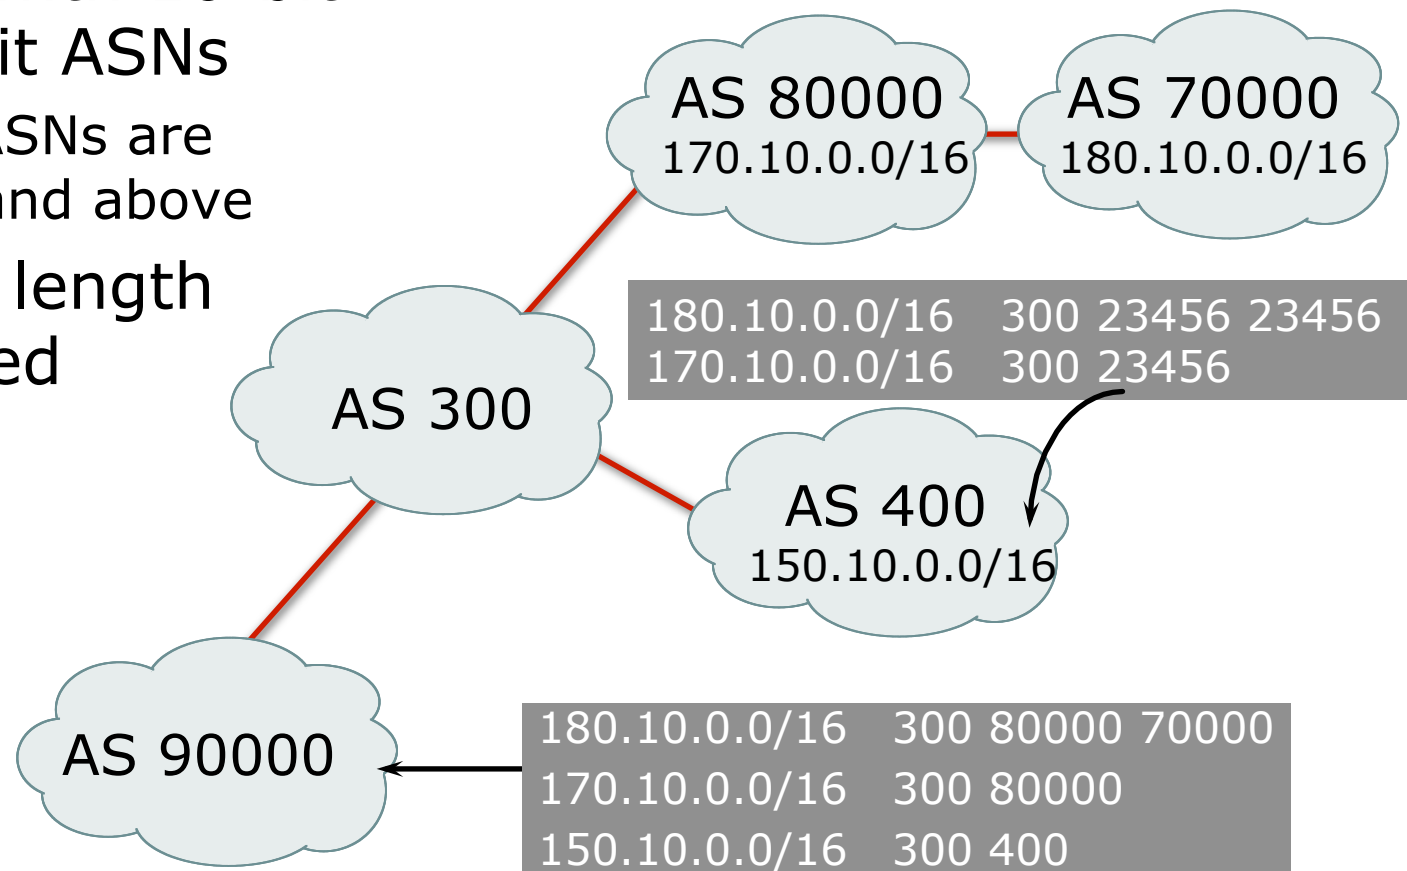 it ASNs
ASNs are
and above
length
ed
AS 80000
170.10.0.0/16
AS 70000
180.10.0.0/16
180.10.0.0/16 300 23456 23456
170.10.0.0/16 300 23456
AS 300
AS 400
150.10.0.0/16
AS 90000
180.10.0.0/16 300 80000 70000
170.10.0.0/16 300 80000
150.10.0.0/16 300 400